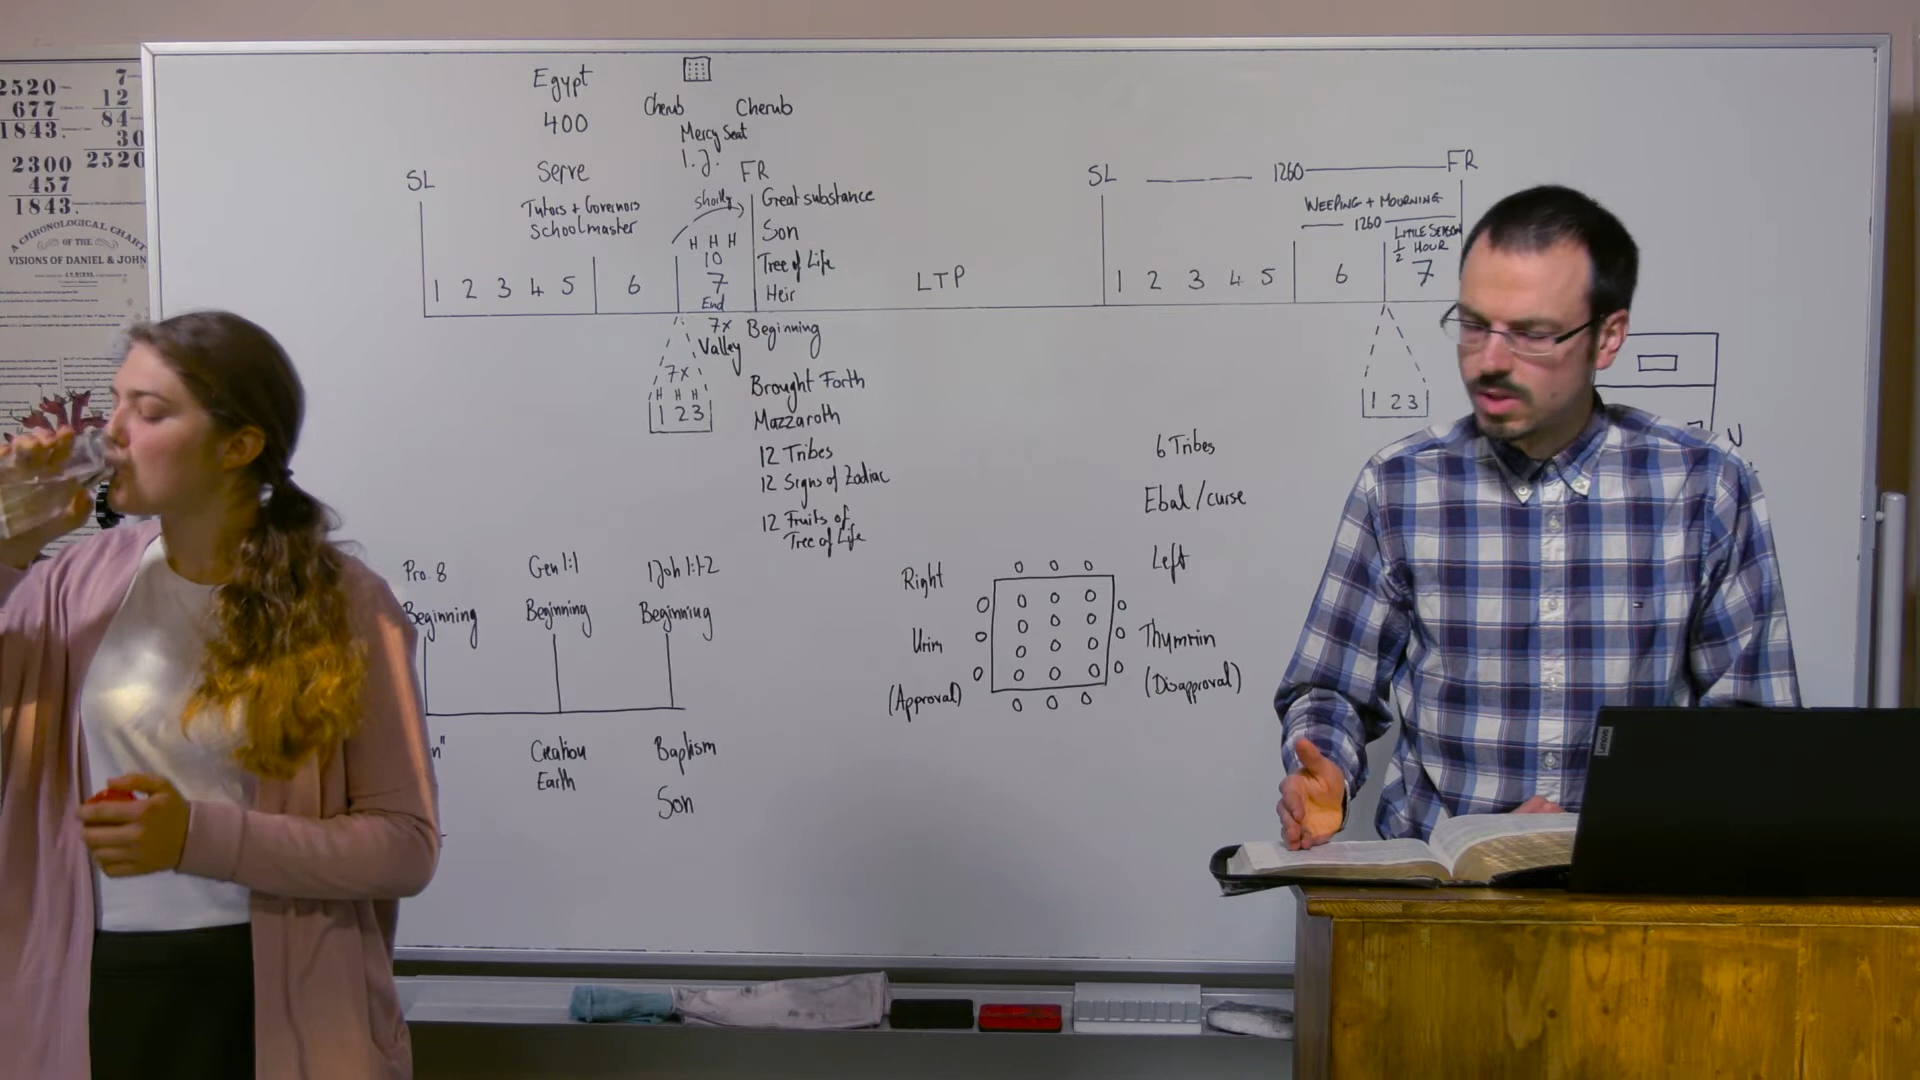 2520
677
1843.
7
12
84
30
2520
2300
457
1843.
A CHRONOLOGICAL CHART
OF THE
VISIONS OF DANIEL & JOHN
Egypt
400
Serve
Tutors + Governors
Schoolmaster
Cherub Cherub
Mercy Seat
I.J.
SL
FR
shortly
Great substance
Son
Tree of Life
Heir
H H H
10
7
End
1 2 3 4 5 6
LTP
7x
Valley
Beginning
7x
H H H
1 2 3
Brought Forth
Mazzaroth
12 Tribes
12 Signs of Zodiac
12 Fruits of
Tree of Life
SL 1260 FR
WEEPING + MOURNING
1260
LITTLE SEASON
1/2 HOUR
1 2 3 4 5 6 7
1 2 3
N
6 Tribes
Ebal/curse
Left
Thymmin
(Disapproval)
Right
Urim
(Approval)
Pro. 8
Beginning
n"
Gen 1:1
Beginning
Creation
Earth
1Joh 1:1-2
Beginning
Baptism
Son
Lenovo